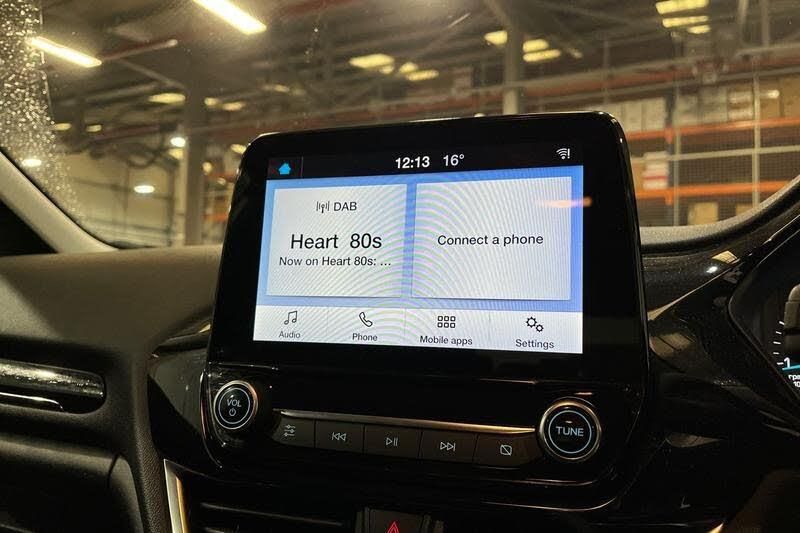 12:13 16°
DAB
Heart 80s
Now on Heart 80s: ...
Connect a phone
Audio
Phone
Mobile apps
Settings
VOL
TUNE